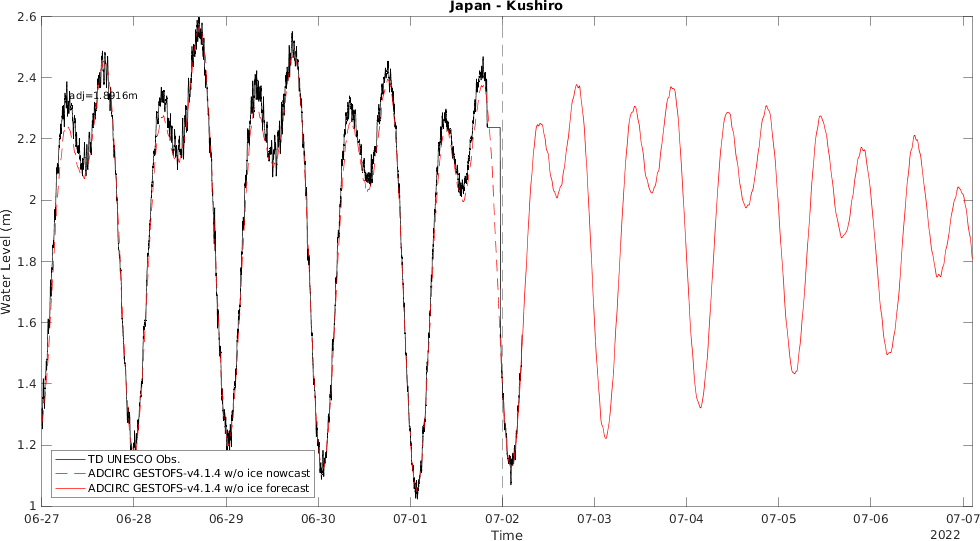 Japan - Kushiro
2.6
2.4
adj=1.8916m
2.2
2
1.8
Water Level (m)
1.6
1.4
1.2
1
TD UNESCO Obs.
ADCIRC GESTOFS-v4.1.4 w/o ice nowcast
ADCIRC GESTOFS-v4.1.4 w/o ice forecast
06-27 06-28 06-29 06-30 07-01 07-02 07-03 07-04 07-05 07-06 07-07
Time
2022